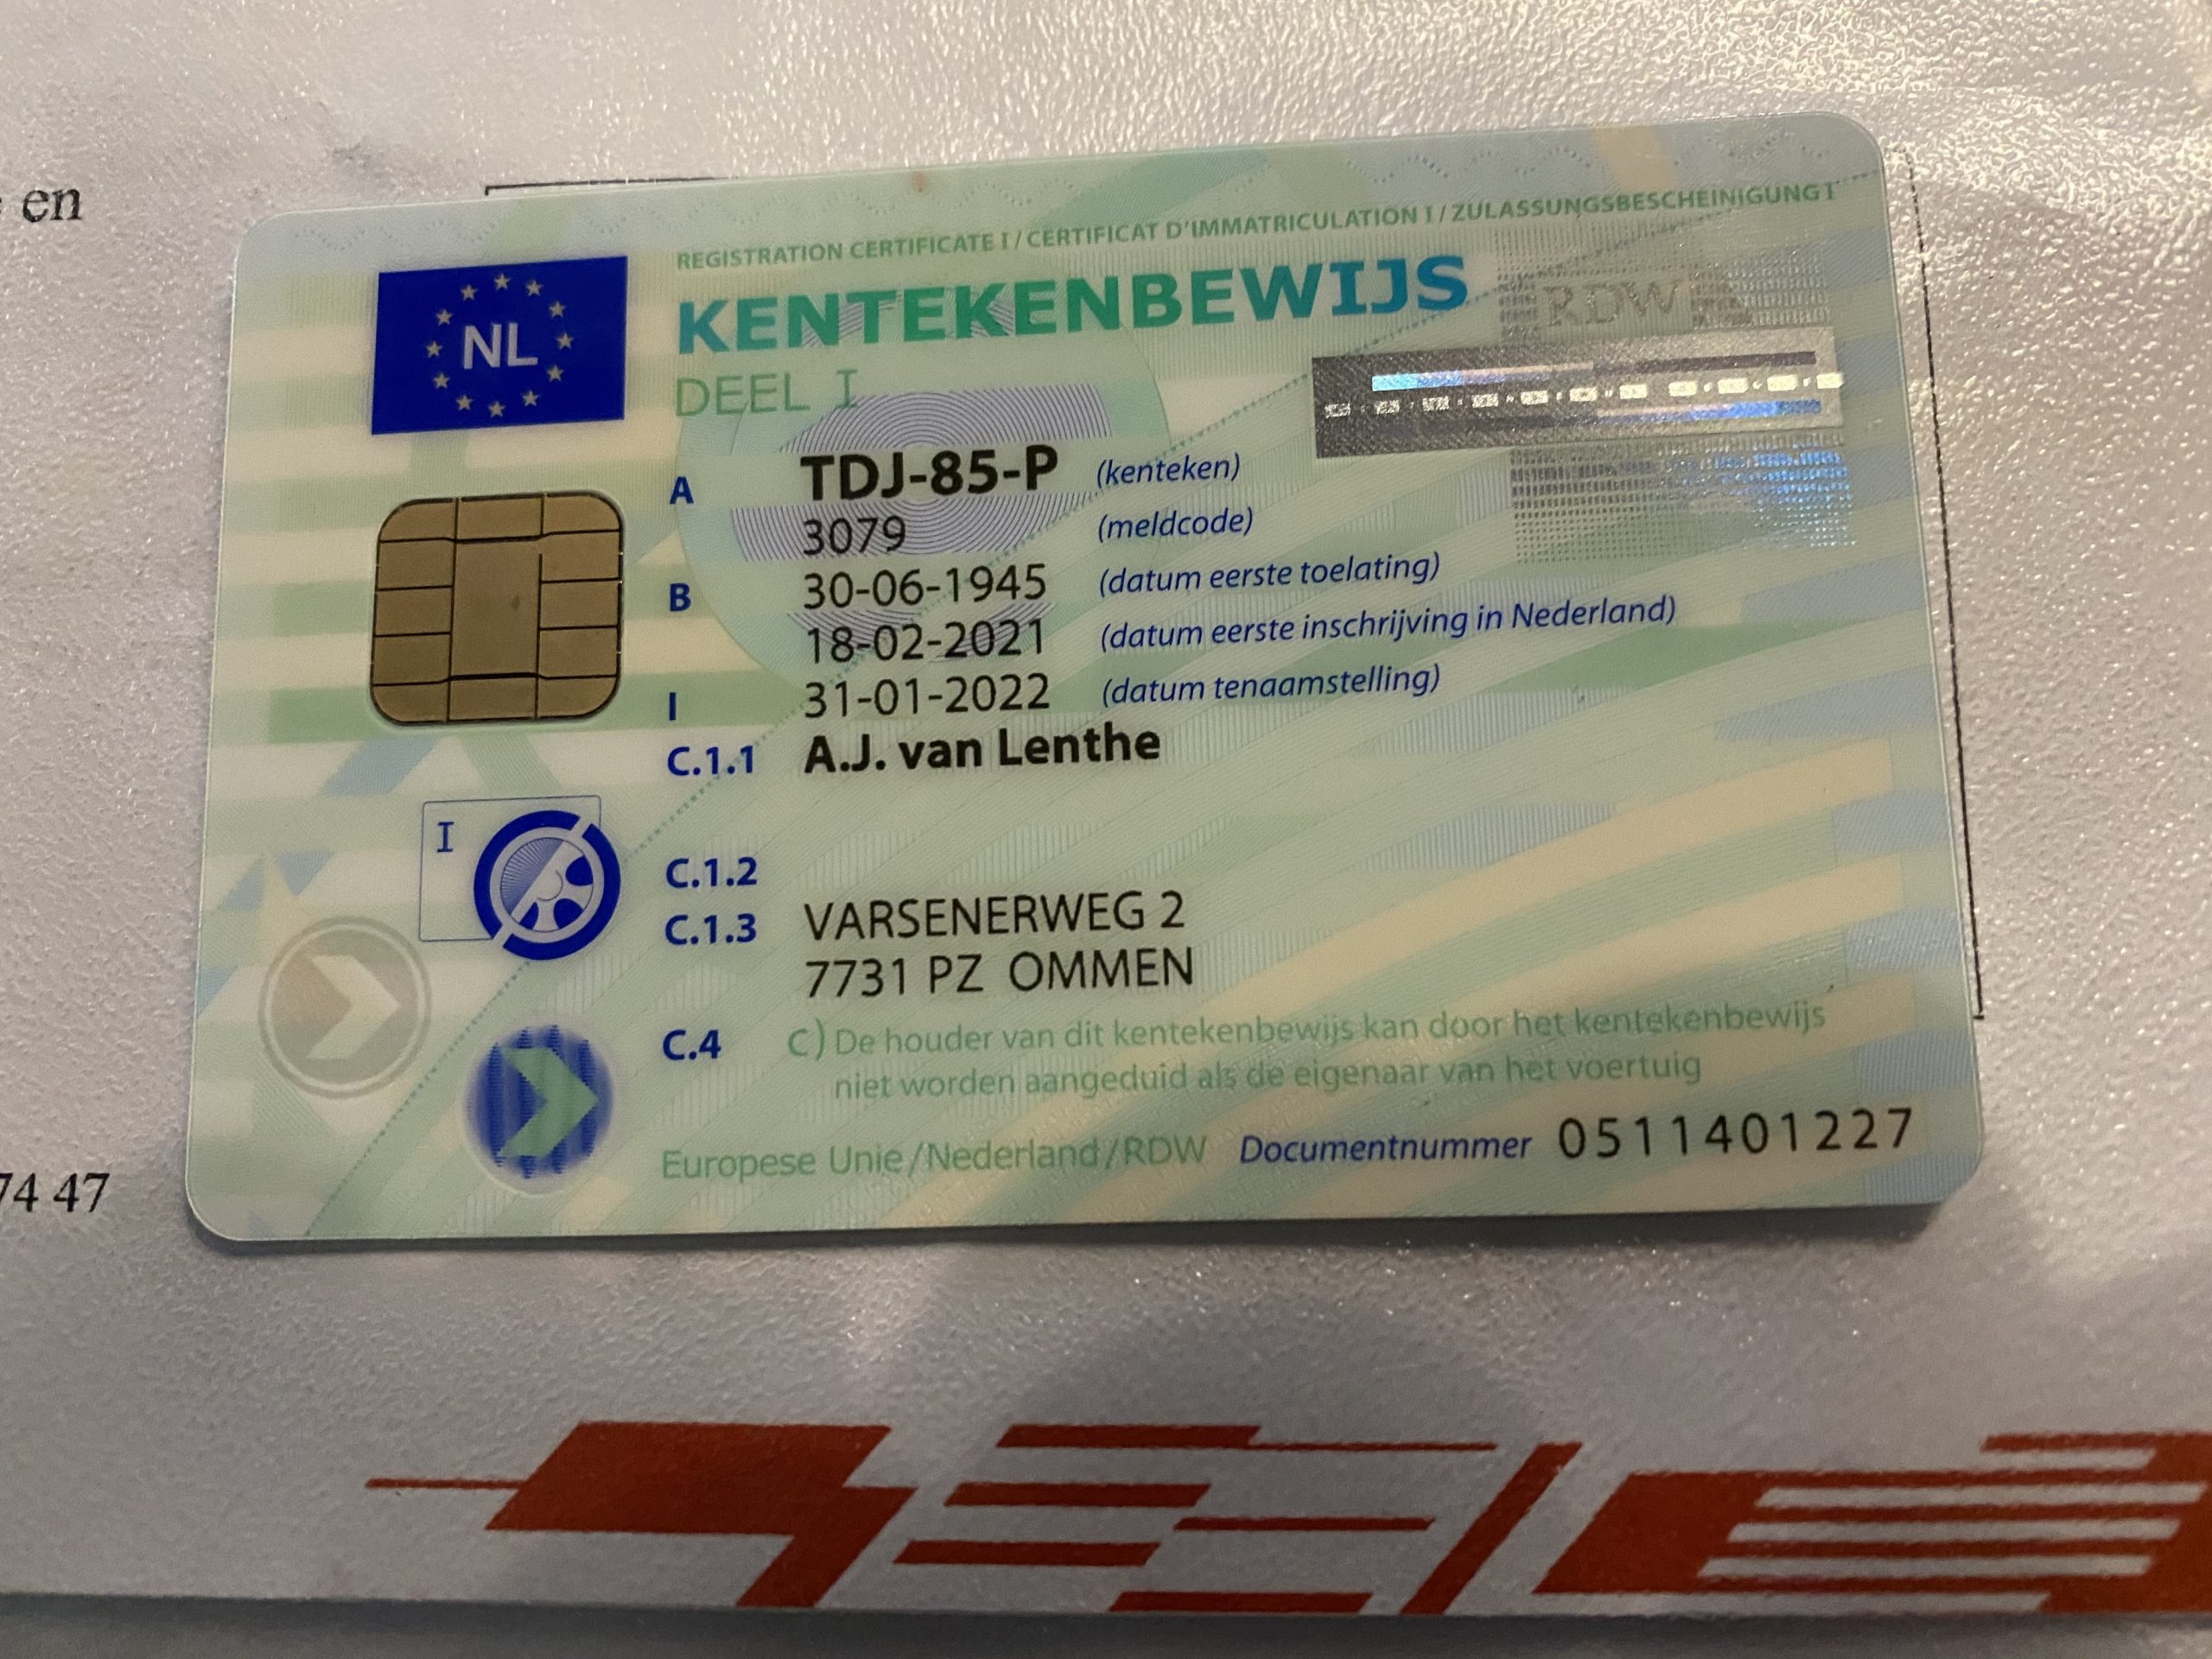 en
REGISTRATION CERTIFICATE I / CERTIFICAT D'IMMATRICULATION I / ZULASSUNGSBESCHEINIGUNG I
NL
KENTEKENBEWIJS
RDW
DEEL I
A TDJ-85-P (kenteken)
3079 (meldcode)
B 30-06-1945 (datum eerste toelating)
18-02-2021 (datum eerste inschrijving in Nederland)
I 31-01-2022 (datum tenaamstelling)
C.1.1 A.J. van Lenthe
I
C.1.2
C.1.3 VARSENERWEG 2
7731 PZ OMMEN
C.4 C) De houder van dit kentekenbewijs kan door het kentekenbewijs
niet worden aangeduid als de eigenaar van het voertuig
Europese Unie/Nederland/RDW Documentnummer 0511401227
74 47